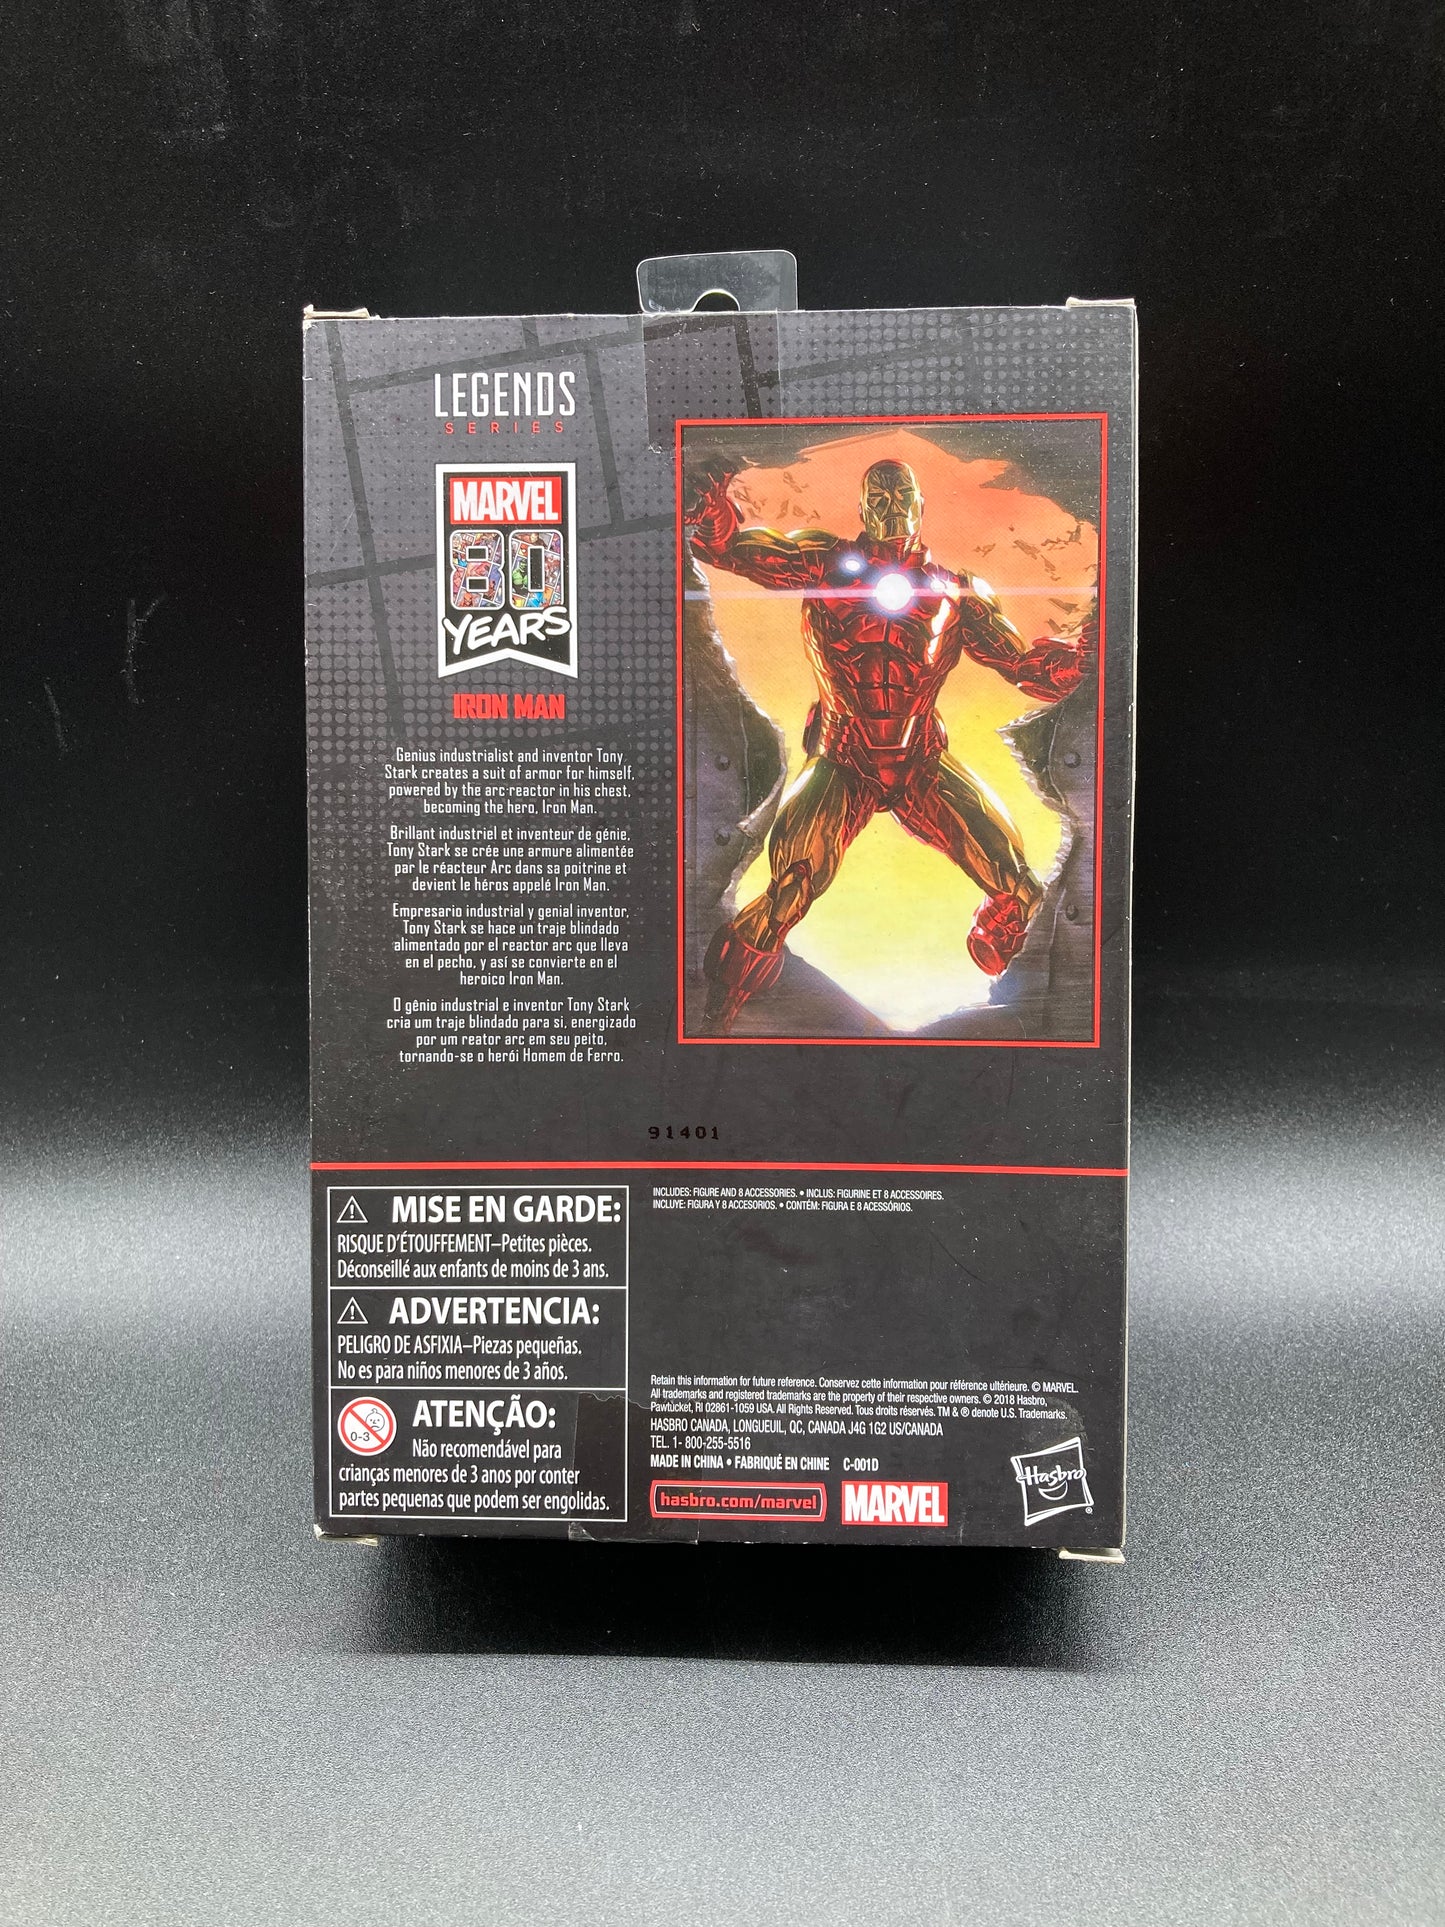 LEGENDS
SERIES
MARVEL
80
YEARS
IRON MAN
Genius industrialist and inventor Tony
Stark creates a suit of armor for himself,
powered by the arc reactor in his chest,
becoming the hero, Iron Man.
Brillant industriel et inventeur de génie,
Tony Stark se crée une armure alimentée
par le réacteur Arc dans sa poitrine et
devient le héros appelé Iron Man.
Empresario industrial y genial inventor,
Tony Stark se hace un traje blindado
alimentado por el reactor arc que lleva
en el pecho, y así se convierte en el
heroico Iron Man.
O gênio industrial e inventor Tony Stark
cria um traje blindado para si, energizado
por um reator arc em seu peito,
tornando-se o herói Homem de Ferro.
91401
MISE EN GARDE:
RISQUE D'ÉTOUFFEMENT–Petites pièces.
Déconseillé aux enfants de moins de 3 ans.
ADVERTENCIA:
PELIGRO DE ASFIXIA–Piezas pequeñas.
No es para niños menores de 3 años.
0-3
ATENÇÃO:
Não recomendável para
crianças menores de 3 anos por conter
partes pequenas que podem ser engolidas.
INCLUDES: FIGURE AND 8 ACCESSORIES. • INCLUS: FIGURINE ET 8 ACCESSOIRES.
INCLUYE: FIGURA Y 8 ACCESORIOS. • CONTÉM: FIGURA E 8 ACESSÓRIOS.
Retain this information for future reference. Conservez cette information pour référence ultérieure. © MARVEL.
All trademarks and registered trademarks are the property of their respective owners. © 2018 Hasbro,
Pawtucket, RI 02861-1059 USA. All Rights Reserved. Tous droits réservés. TM & ® denote U.S. Trademarks.
HASBRO CANADA, LONGUEUIL, QC, CANADA J4G 1G2 US/CANADA
TEL. 1- 800-255-5516
MADE IN CHINA • FABRIQUÉ EN CHINE C-001D
hasbro.com/marvel
MARVEL
Hasbro
®